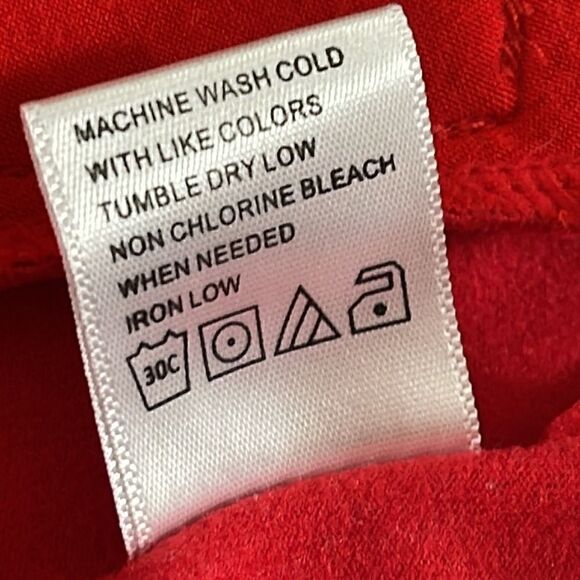 MACHINE WASH COLD
WITH LIKE COLORS
TUMBLE DRY LOW
NON CHLORINE BLEACH
WHEN NEEDED
IRON LOW
30C